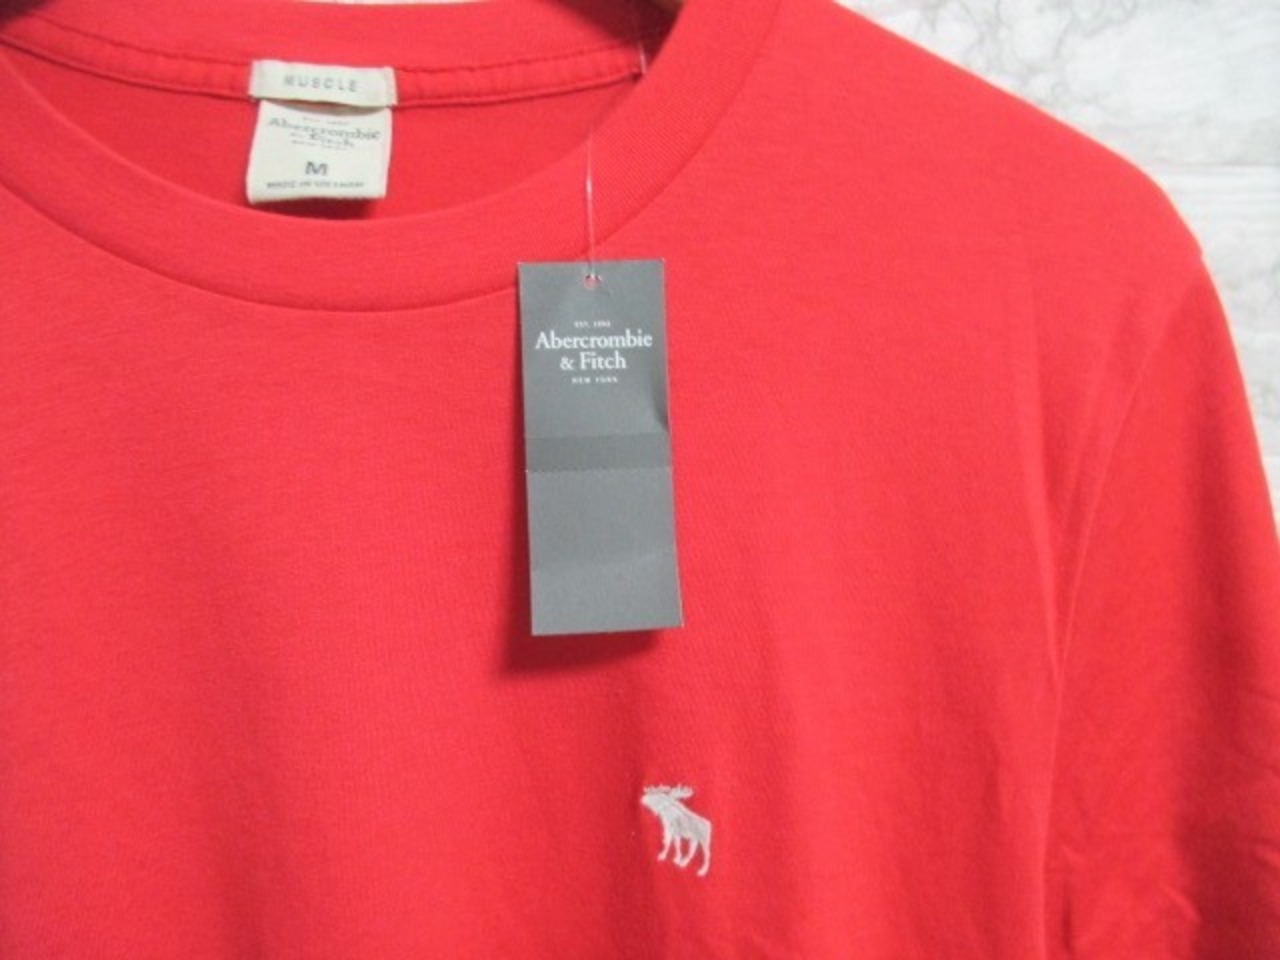 MUSCLE
Abercrombie
& Fitch
M
EST. 1892
Abercrombie
& Fitch
NEW YORK